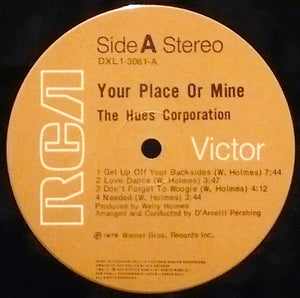 Side A Stereo
DXL1-3061-A
Your Place Or Mine
The Hues Corporation
RCA
Victor
1 Get Up Off Your Backsides (W. Holmes) 7:44
2 Love Dance (W. Holmes) 3:47
3 Don't Forget To Woogie (W. Holmes) 4:12
4 Needed (W. Holmes) 3:44
Produced by Wally Holmes
Arranged and Conducted by D'Arneill Pershing
℗ 1978 Warner Bros. Records Inc.